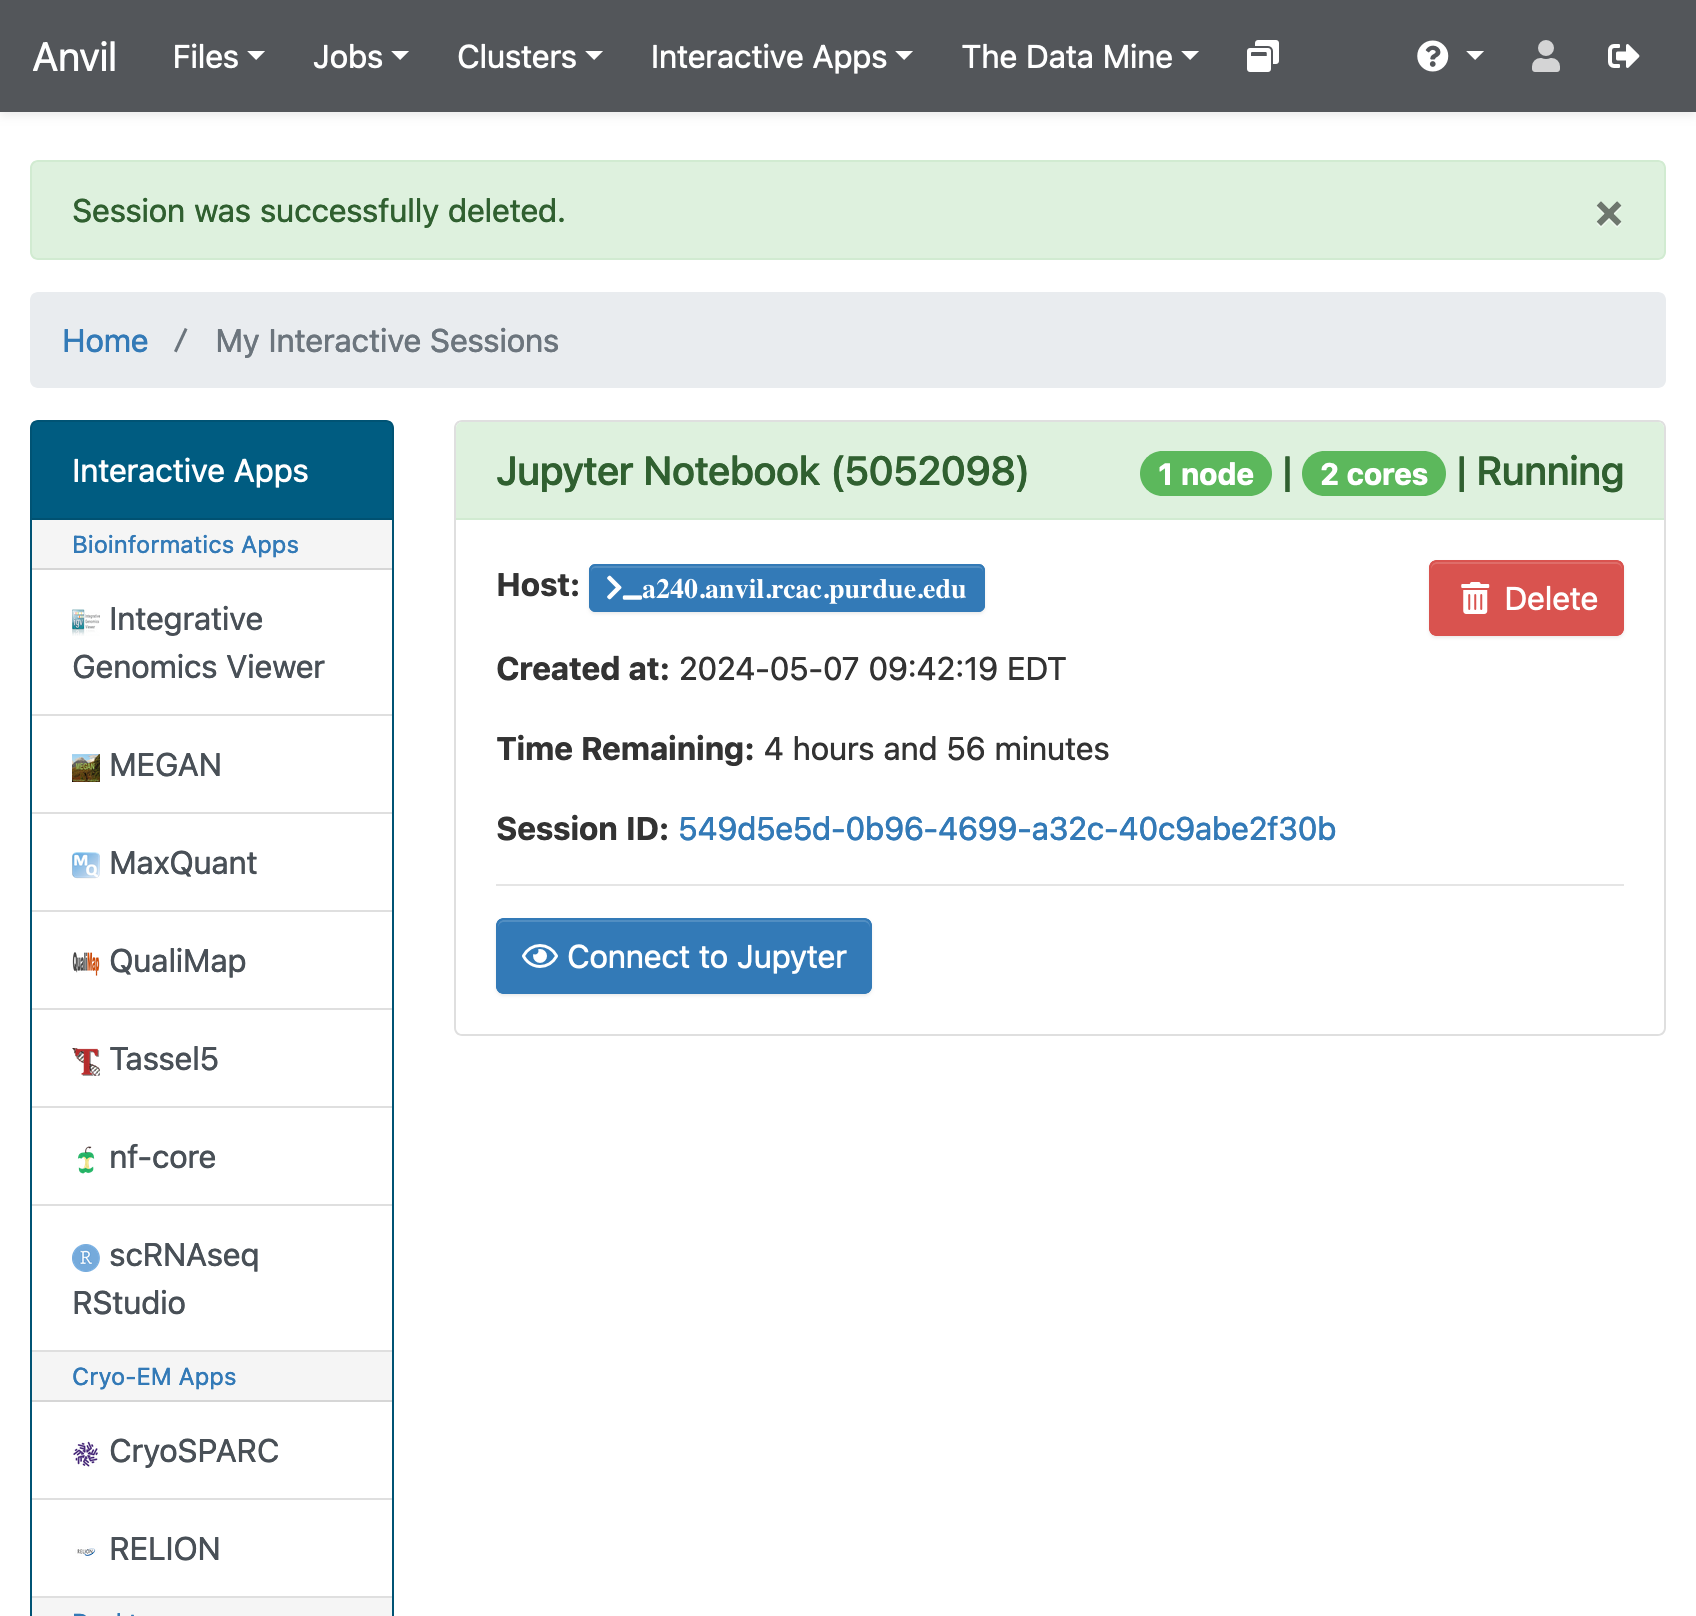 Anvil Files Jobs Clusters Interactive Apps The Data Mine
Session was successfully deleted.
Home / My Interactive Sessions
Interactive Apps
Bioinformatics Apps
Integrative
Genomics Viewer
MEGAN
MaxQuant
QualiMap
Tassel5
nf-core
scRNAseq
RStudio
Cryo-EM Apps
CryoSPARC
RELION
Jupyter Notebook (5052098) 1 node | 2 cores | Running
Host: >_a240.anvil.rcac.purdue.edu Delete
Created at: 2024-05-07 09:42:19 EDT
Time Remaining: 4 hours and 56 minutes
Session ID: 549d5e5d-0b96-4699-a32c-40c9abe2f30b
Connect to Jupyter